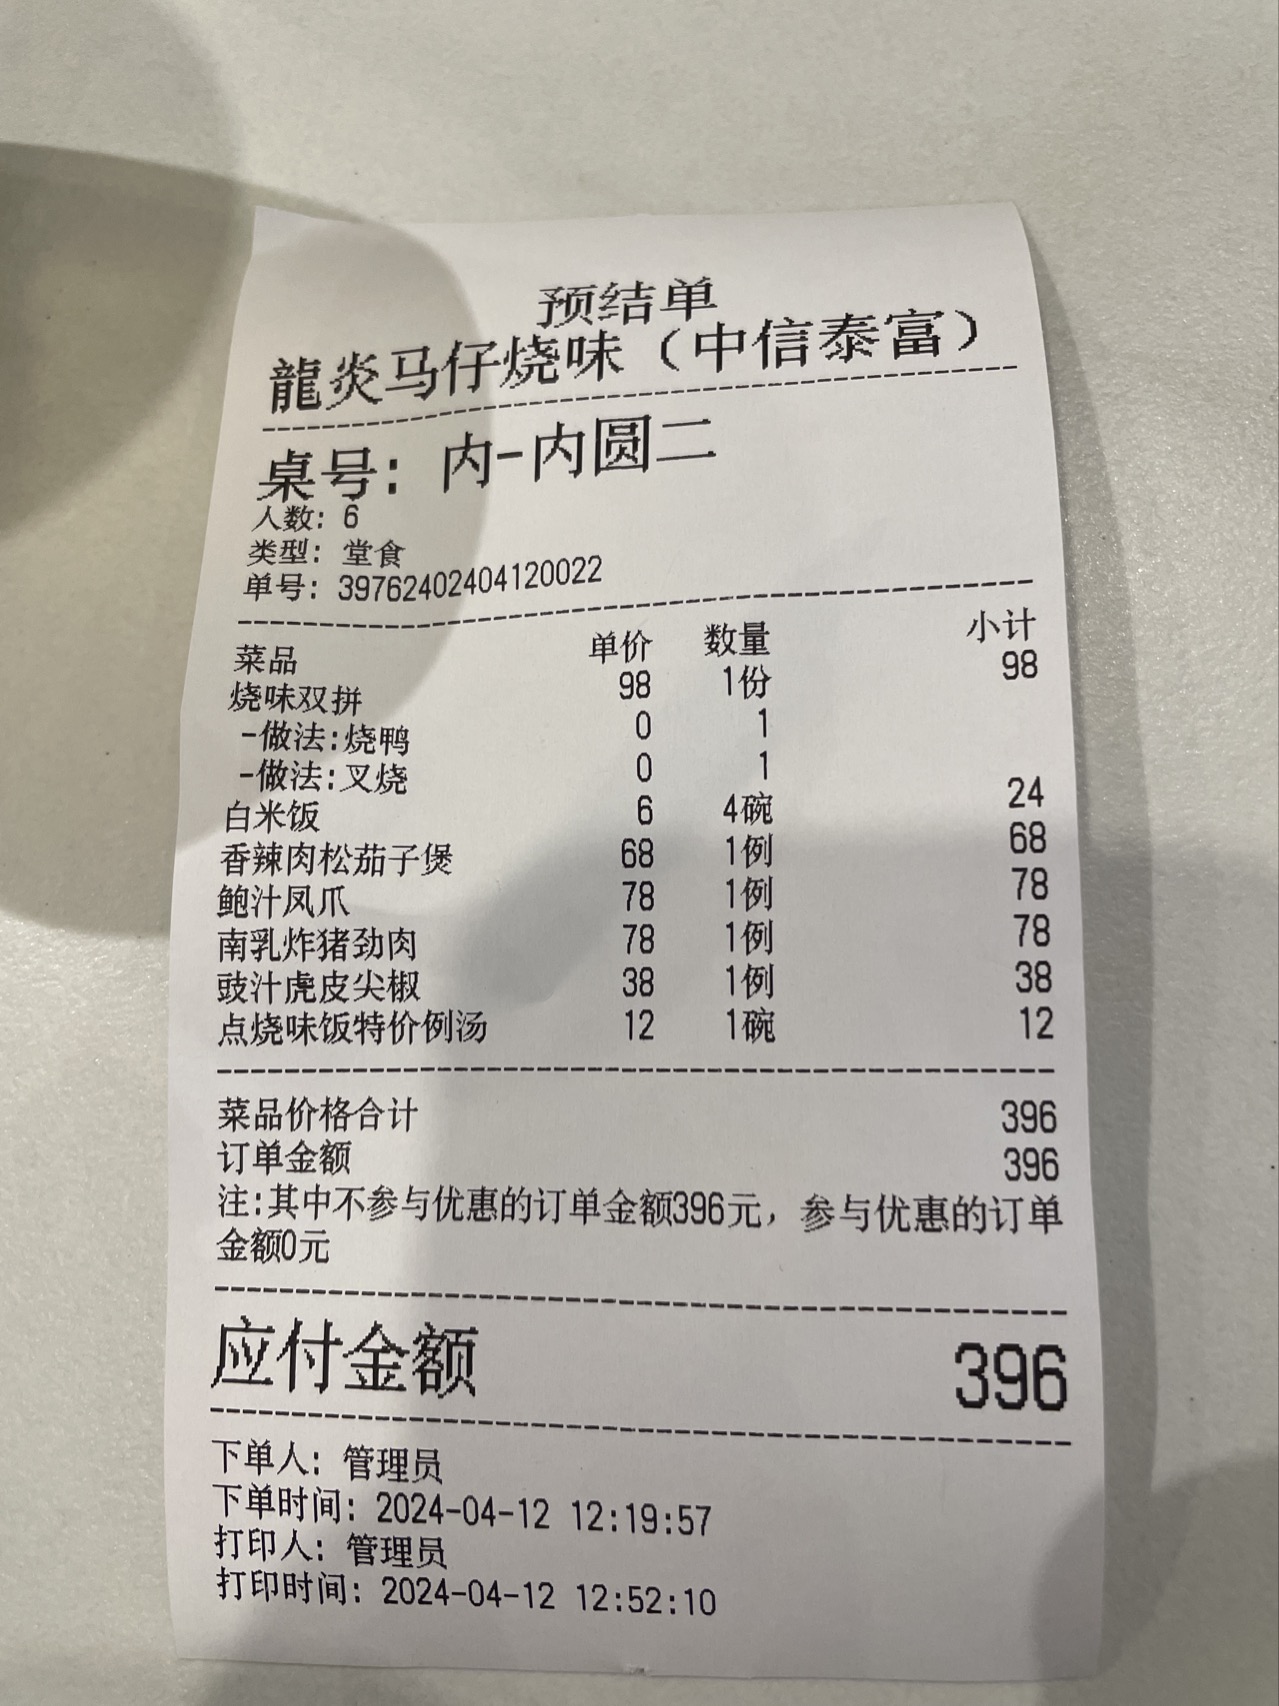 预结单
龍炎马仔烧味（中信泰富）
桌号: 内-内圆二
人数: 6
类型: 堂食
单号: 39762402404120022
菜品 单价 数量 小计
烧味双拼 98 1份 98
-做法:烧鸭 0 1
-做法:叉烧 0 1
白米饭 6 4碗 24
香辣肉松茄子煲 68 1例 68
鲍汁凤爪 78 1例 78
南乳炸猪劲肉 78 1例 78
豉汁虎皮尖椒 38 1例 38
点烧味饭特价例汤 12 1碗 12
菜品价格合计 396
订单金额 396
注:其中不参与优惠的订单金额396元，参与优惠的订单
金额0元
应付金额 396
下单人: 管理员
下单时间: 2024-04-12 12:19:57
打印人: 管理员
打印时间: 2024-04-12 12:52:10